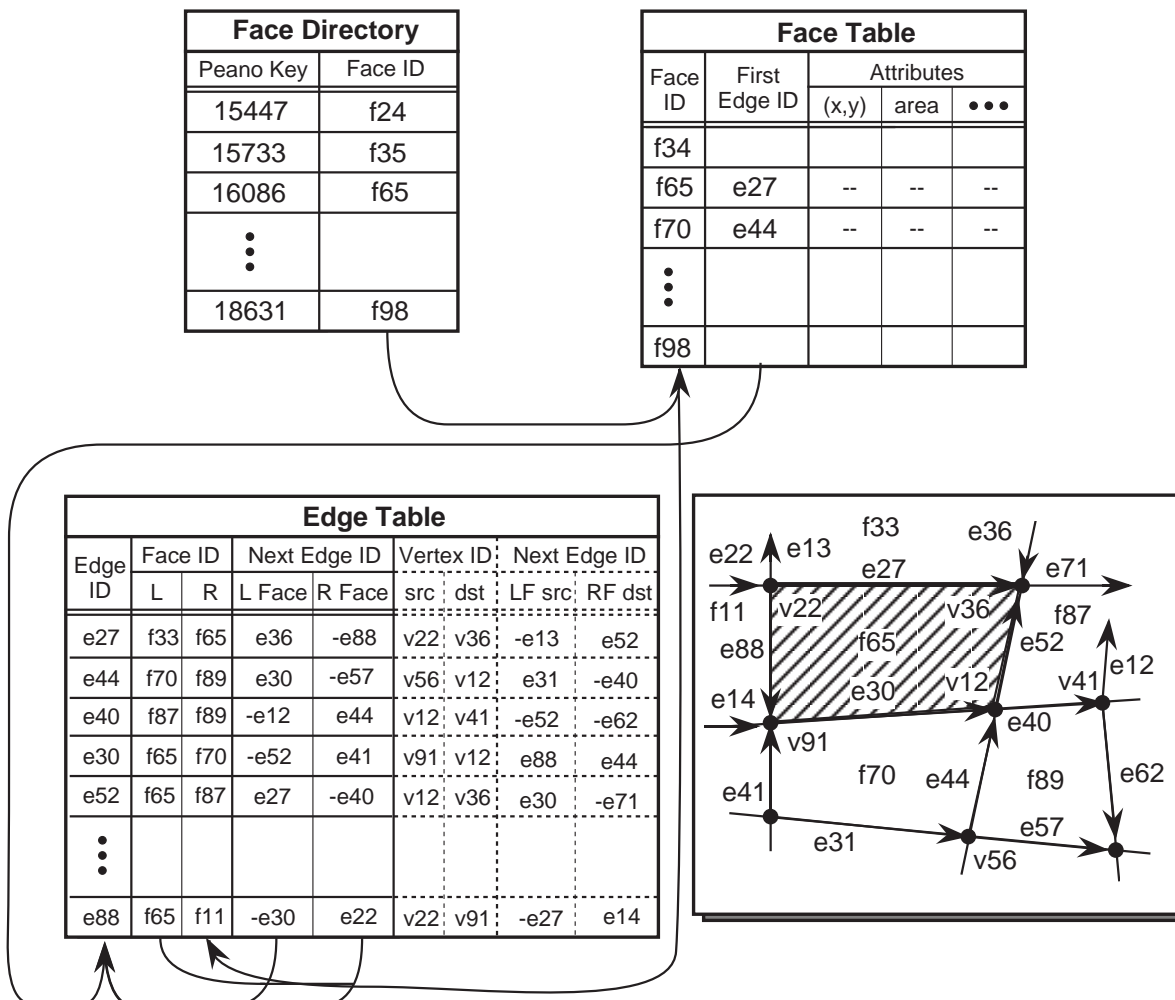 Face Directory
Peano Key Face ID
15447 f24
15733 f35
16086 f65
18631 f98
Face Table
Face ID First Edge ID Attributes
(x,y) area •••
f34
f65 e27 -- -- --
f70 e44 -- -- --
f98
Edge Table
Edge ID Face ID Next Edge ID Vertex ID Next Edge ID
L R L Face R Face src dst LF src RF dst
e27 f33 f65 e36 -e88 v22 v36 -e13 e52
e44 f70 f89 e30 -e57 v56 v12 e31 -e40
e40 f87 f89 -e12 e44 v12 v41 -e52 -e62
e30 f65 f70 -e52 e41 v91 v12 e88 e44
e52 f65 f87 e27 -e40 v12 v36 e30 -e71
e88 f65 f11 -e30 e22 v22 v91 -e27 e14
f33 e36
e22 e13 e27 e71
f11 v22 v36 f87
e88 f65 e52 e12
e14 e30 v12 v41
v91 e40
f70 e44 f89 e62
e41
e31 e57
v56